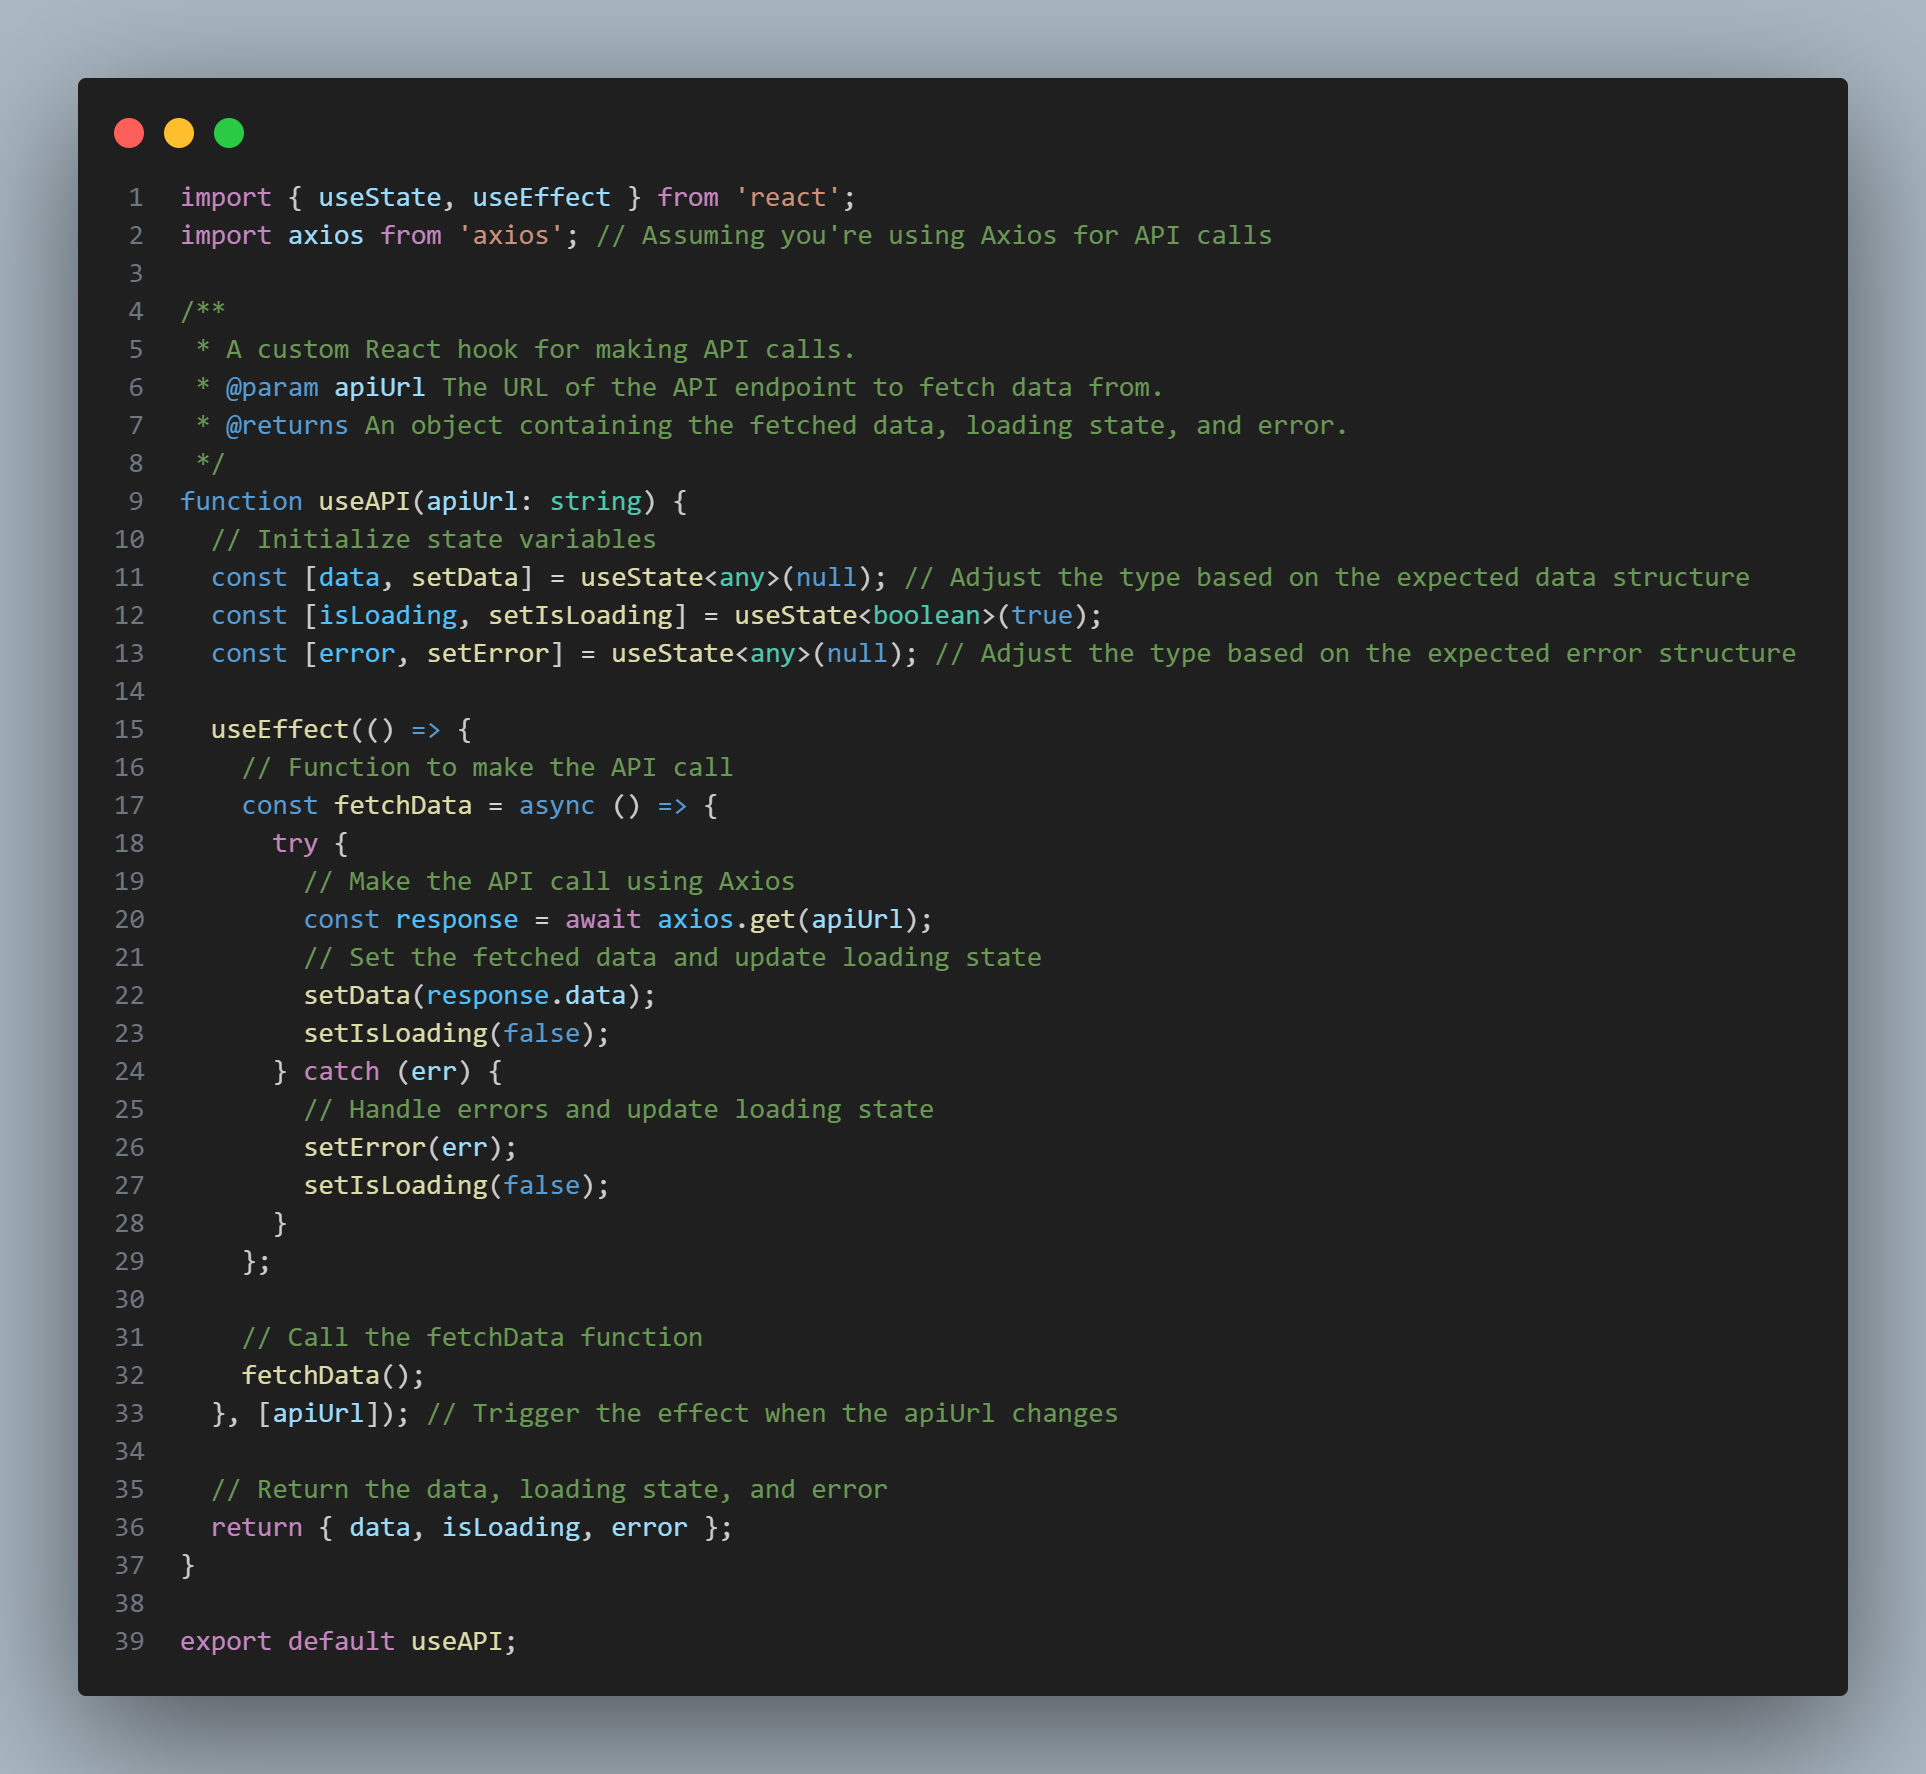 1 import { useState, useEffect } from 'react';
2 import axios from 'axios'; // Assuming you're using Axios for API calls
3
4 /**
5  * A custom React hook for making API calls.
6  * @param apiUrl The URL of the API endpoint to fetch data from.
7  * @returns An object containing the fetched data, loading state, and error.
8  */
9 function useAPI(apiUrl: string) {
10   // Initialize state variables
11   const [data, setData] = useState<any>(null); // Adjust the type based on the expected data structure
12   const [isLoading, setIsLoading] = useState<boolean>(true);
13   const [error, setError] = useState<any>(null); // Adjust the type based on the expected error structure
14
15   useEffect(() => {
16     // Function to make the API call
17     const fetchData = async () => {
18       try {
19         // Make the API call using Axios
20         const response = await axios.get(apiUrl);
21         // Set the fetched data and update loading state
22         setData(response.data);
23         setIsLoading(false);
24       } catch (err) {
25         // Handle errors and update loading state
26         setError(err);
27         setIsLoading(false);
28       }
29     };
30
31     // Call the fetchData function
32     fetchData();
33   }, [apiUrl]); // Trigger the effect when the apiUrl changes
34
35   // Return the data, loading state, and error
36   return { data, isLoading, error };
37 }
38
39 export default useAPI;